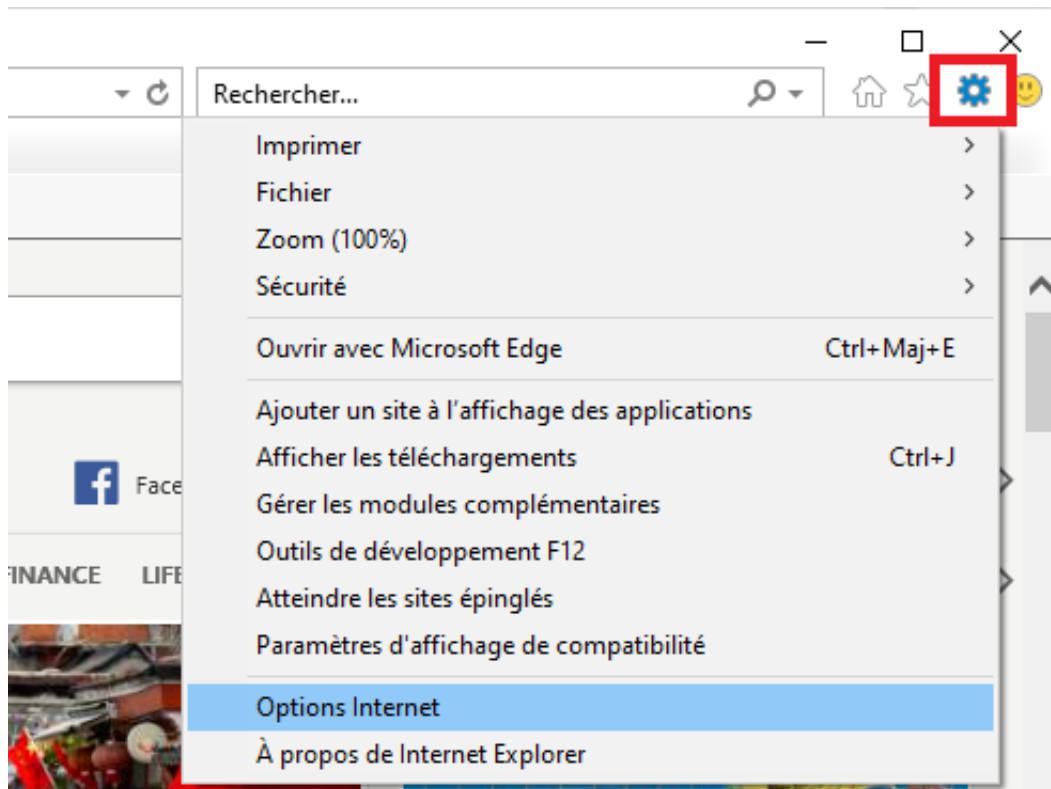 Rechercher...
Imprimer
Fichier
Zoom (100%)
Sécurité
Ouvrir avec Microsoft Edge Ctrl+Maj+E
Ajouter un site à l'affichage des applications
Afficher les téléchargements Ctrl+J
Face
Gérer les modules complémentaires
Outils de développement F12
FINANCE LIFE
Atteindre les sites épinglés
Paramètres d'affichage de compatibilité
Options Internet
À propos de Internet Explorer